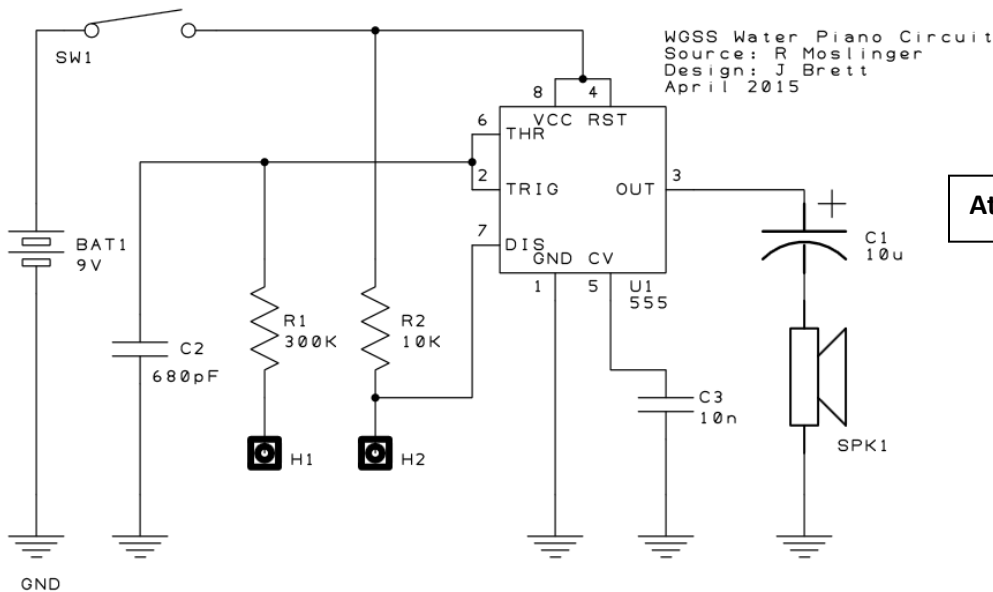 SW1
WGSS Water Piano Circuit
Source: R Moslinger
Design: J Brett
April 2015
8 4
VCC RST
6
THR
2
TRIG
OUT
3
7
DIS
GND CV
1 5
U1
555
BAT1
9V
C1
10u
R1
300K
R2
10K
C2
680pF
C3
10n
SPK1
H1
H2
GND
At